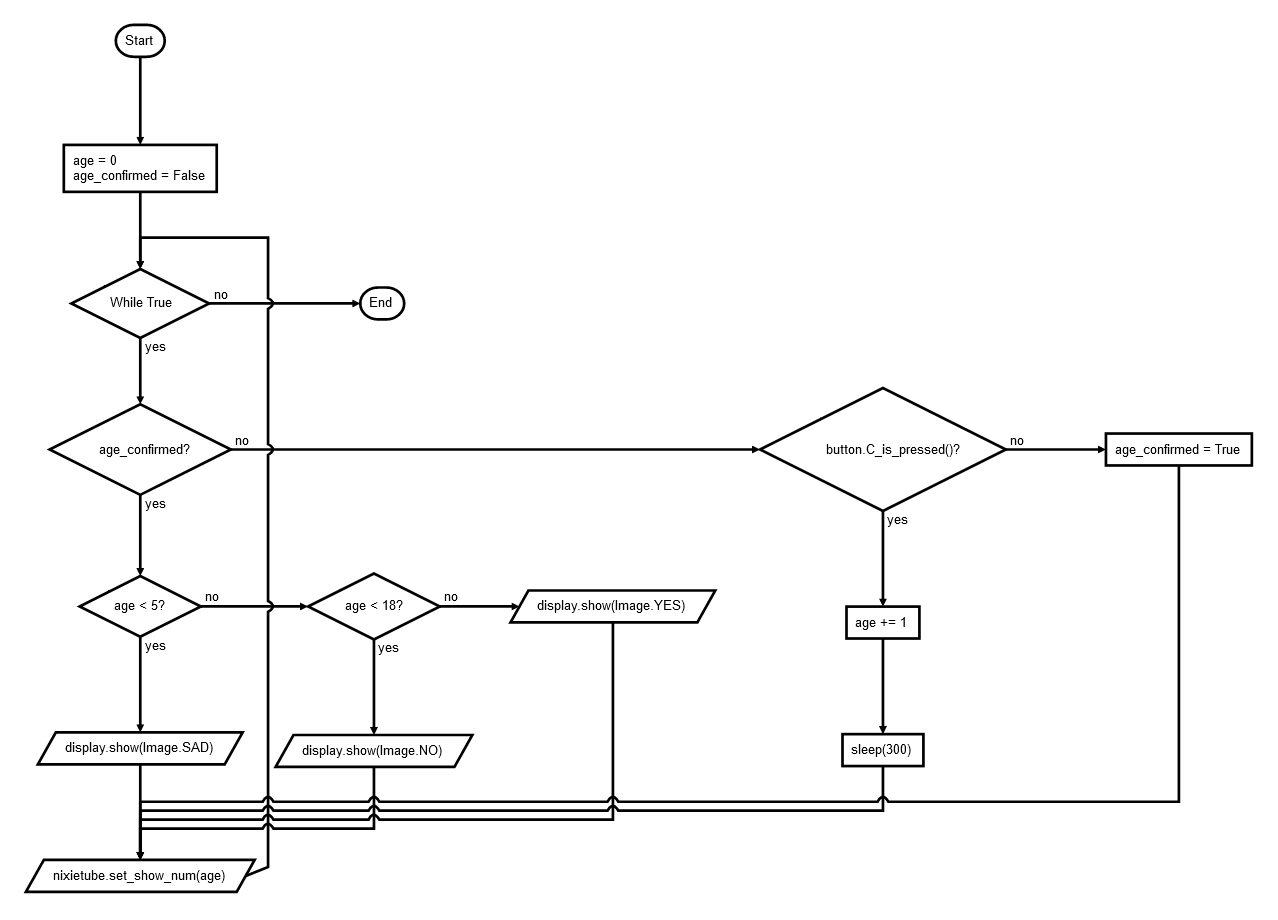 Start
age = 0
age_confirmed = False
While True
no
End
yes
age_confirmed?
no
button.C_is_pressed()?
no
age_confirmed = True
yes
yes
age < 5?
no
age < 18?
no
display.show(Image.YES)
age += 1
yes
yes
display.show(Image.SAD)
display.show(Image.NO)
sleep(300)
nixietube.set_show_num(age)